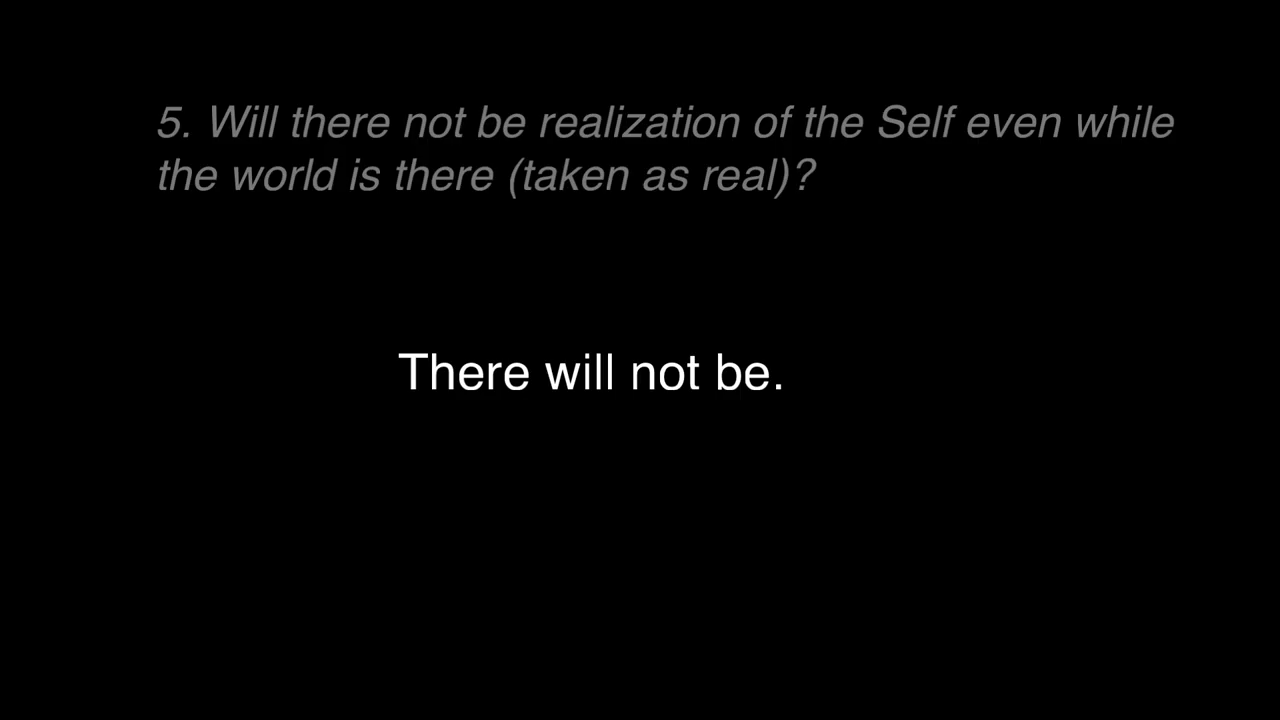 5. Will there not be realization of the Self even while
the world is there (taken as real)?
There will not be.